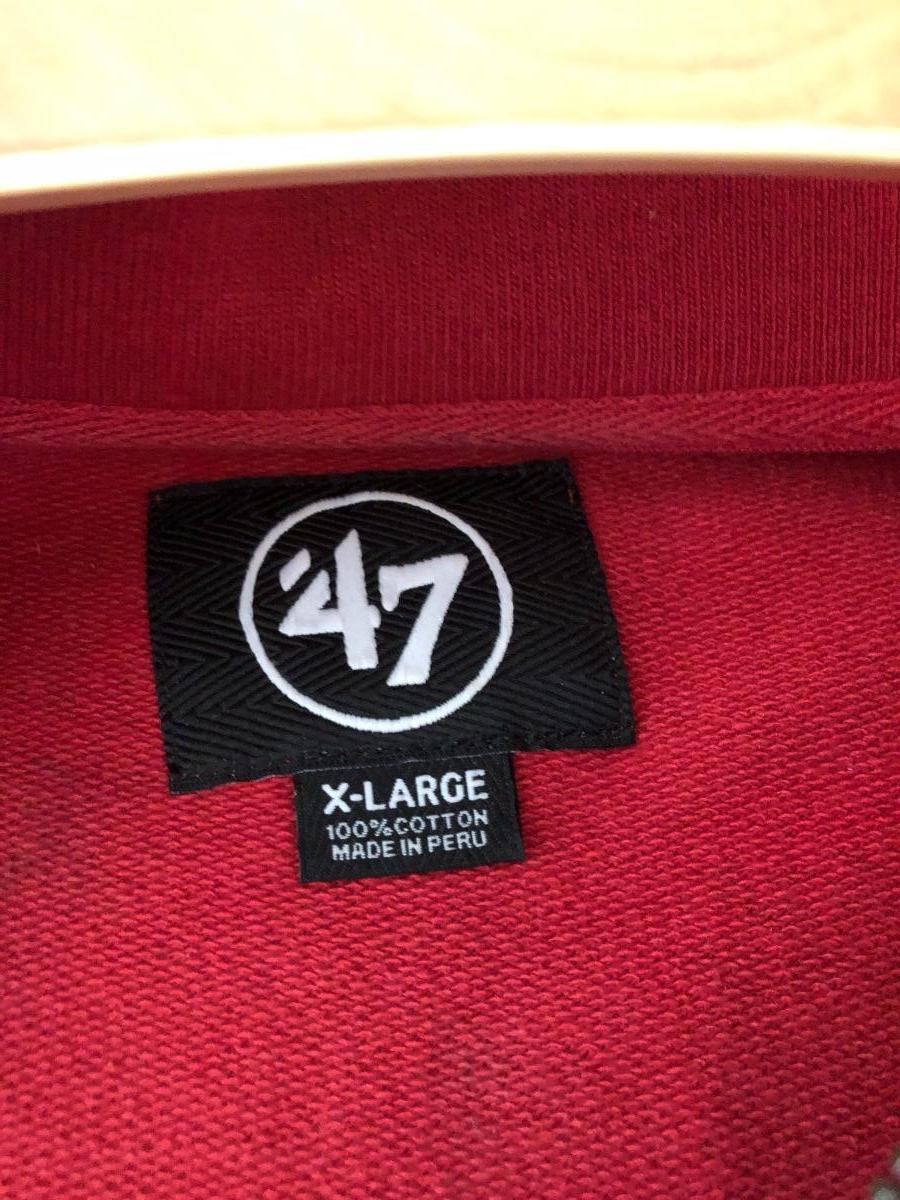 '47
X-LARGE
100% COTTON
MADE IN PERU